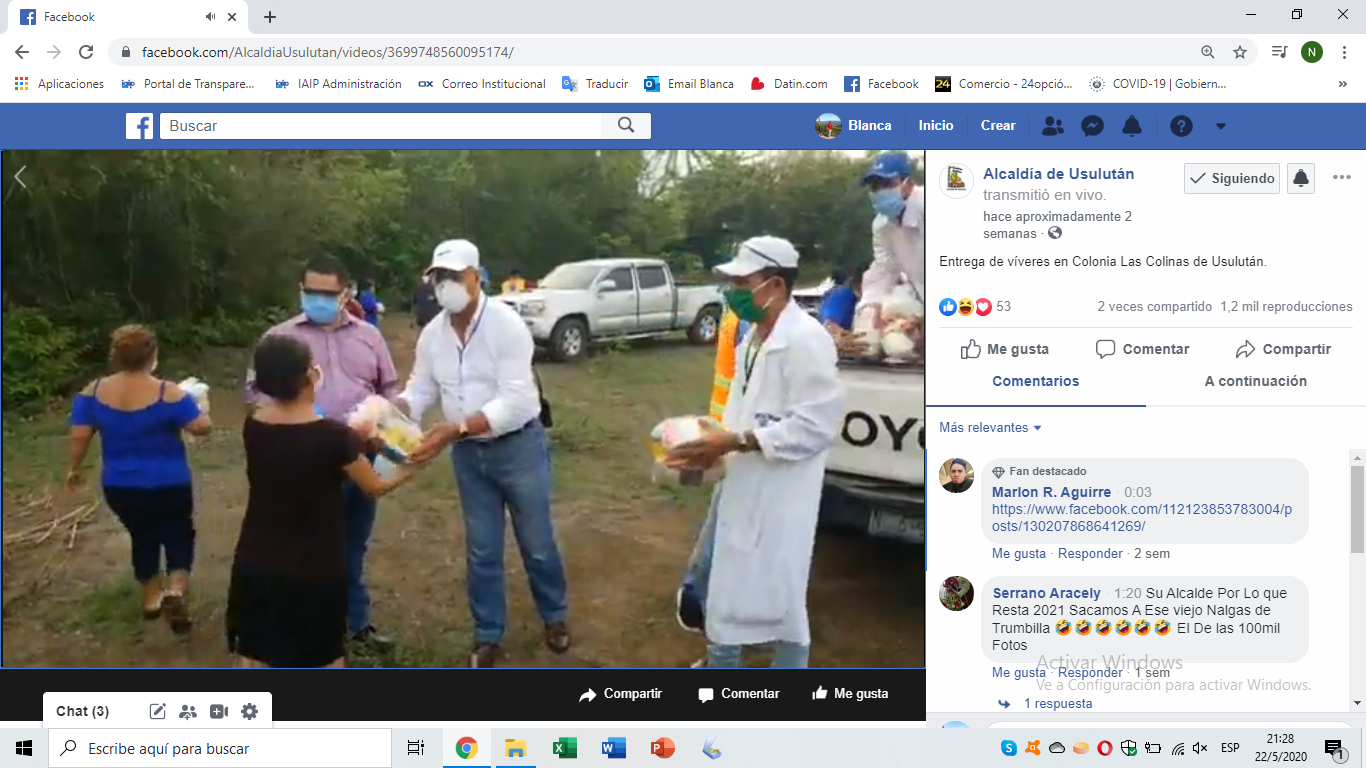 Facebook
facebook.com/AlcaldiaUsulutan/videos/3699748560095174/
N
Aplicaciones
Portal de Transpare...
IAIP Administración
OX Correo Institucional
Traducir
Email Blanca
Datin.com
Facebook
24 Comercio - 24opció...
COVID-19 | Gobiern...
Buscar
Blanca
Inicio
Crear
Alcaldía de Usulután
transmitió en vivo.
hace aproximadamente 2
semanas ·
Siguiendo
Entrega de víveres en Colonia Las Colinas de Usulután.
53
2 veces compartido 1,2 mil reproducciones
Me gusta
Comentar
Compartir
Comentarios
A continuación
Más relevantes
Fan destacado
Marlon R. Aguirre · 0:03
https://www.facebook.com/112123853783004/p
osts/130207868641269/
Me gusta · Responder · 2 sem
Serrano Aracely · 1:20 Su Alcalde Por Lo que
Resta 2021 Sacamos A Ese viejo Nalgas de
Trumbilla 🤣🤣🤣🤣🤣🤣 El De las 100mil
Fotos
Me gusta · Responder · 1 sem
1 respuesta
Activar Windows
Ve a Configuración para activar Windows.
OY
Compartir
Comentar
Me gusta
Chat (3)
Escribe aquí para buscar
ESP
21:28
22/5/2020
1